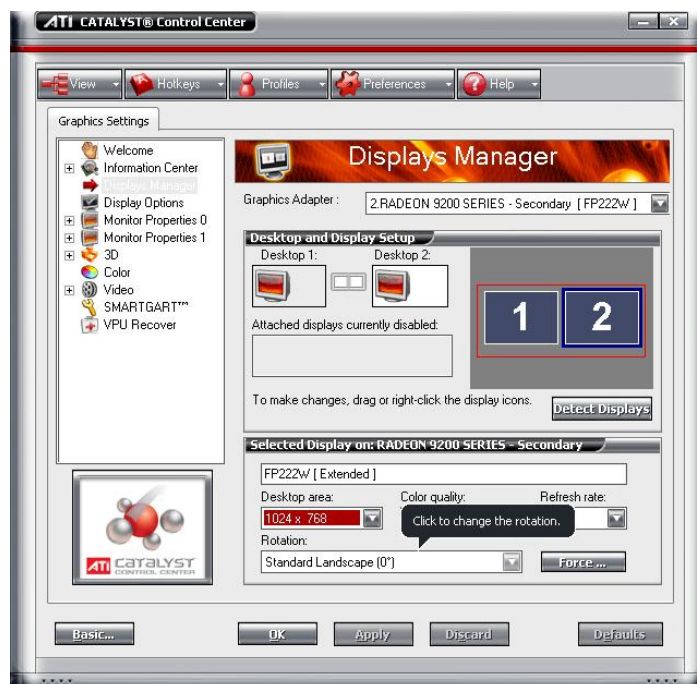 ATI CATALYST® Control Center
View Hotkeys Profiles Preferences Help
Graphics Settings
Welcome
Information Center
Displays Manager
Display Options
Monitor Properties 0
Monitor Properties 1
3D
Color
Video
SMARTGART™
VPU Recover
ATI CATALYST
CONTROL CENTER
Displays Manager
Graphics Adapter :
2.RADEON 9200 SERIES - Secondary [ FP222W ]
Desktop and Display Setup
Desktop 1: Desktop 2:
1 2
Attached displays currently disabled:
To make changes, drag or right-click the display icons.
Detect Displays
Selected Display on: RADEON 9200 SERIES - Secondary
FP222W [ Extended ]
Desktop area: Color quality: Refresh rate:
1024 x 768
Click to change the rotation.
Rotation:
Standard Landscape (0°)
Force ...
Basic... OK Apply Discard Defaults